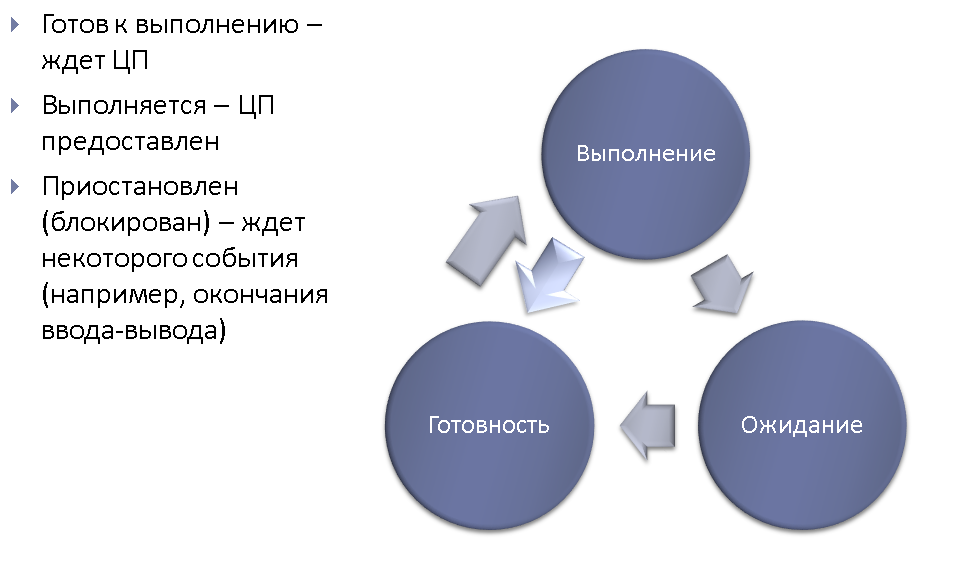 Готов к выполнению –
ждет ЦП
Выполняется – ЦП
предоставлен
Приостановлен
(блокирован) – ждет
некоторого события
(например, окончания
ввода-вывода)
Выполнение
Готовность
Ожидание